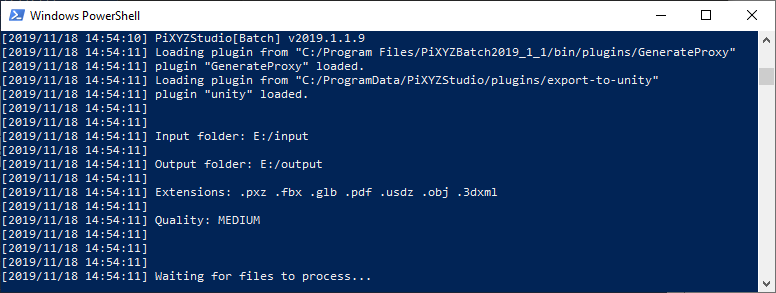 Windows PowerShell
[2019/11/18 14:54:10] PiXYZStudio[Batch] v2019.1.1.9
[2019/11/18 14:54:11] Loading plugin from "C:/Program Files/PiXYZBatch2019_1_1/bin/plugins/GenerateProxy"
[2019/11/18 14:54:11] plugin "GenerateProxy" loaded.
[2019/11/18 14:54:11] Loading plugin from "C:/ProgramData/PiXYZStudio/plugins/export-to-unity"
[2019/11/18 14:54:11] plugin "unity" loaded.
[2019/11/18 14:54:11]
[2019/11/18 14:54:11]
[2019/11/18 14:54:11] Input folder: E:/input
[2019/11/18 14:54:11]
[2019/11/18 14:54:11] Output folder: E:/output
[2019/11/18 14:54:11]
[2019/11/18 14:54:11] Extensions: .pxz .fbx .glb .pdf .usdz .obj .3dxml
[2019/11/18 14:54:11]
[2019/11/18 14:54:11] Quality: MEDIUM
[2019/11/18 14:54:11]
[2019/11/18 14:54:11]
[2019/11/18 14:54:11]
[2019/11/18 14:54:11] Waiting for files to process...